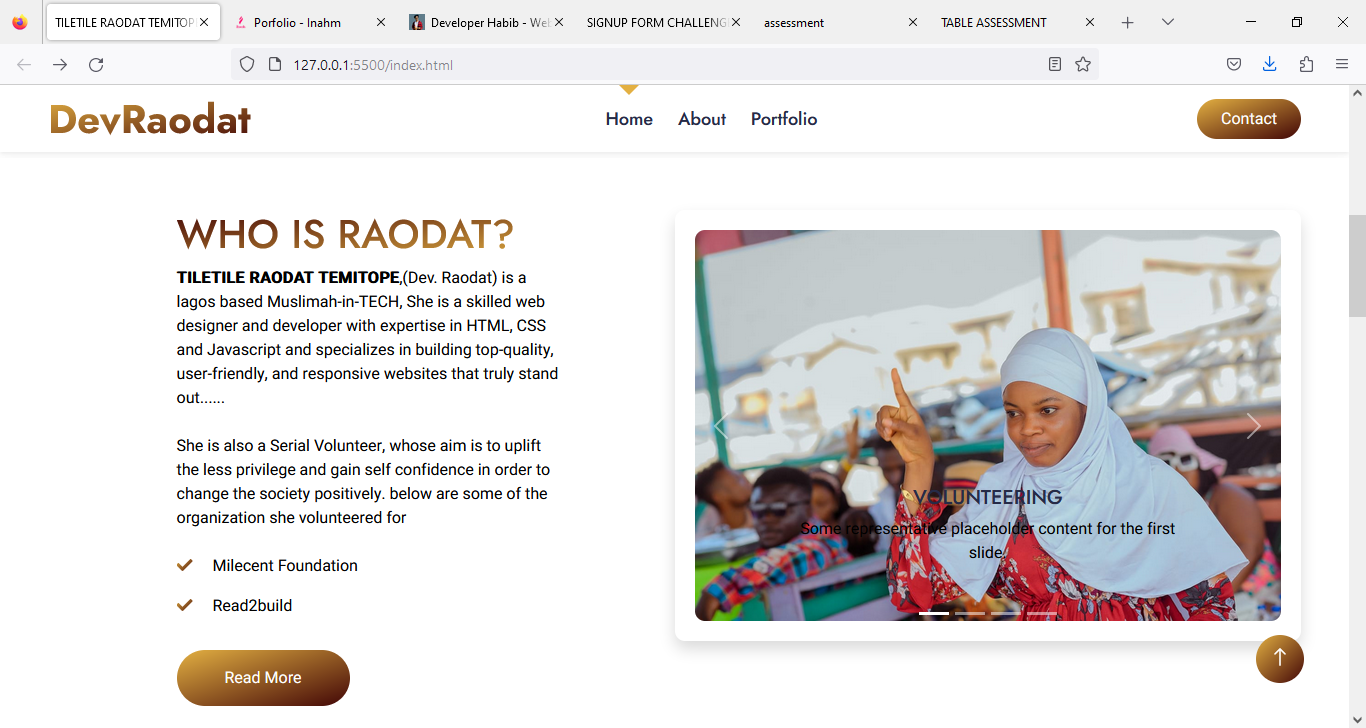 TILETILE RAODAT TEMITOP
Porfolio - Inahm
Developer Habib - We
SIGNUP FORM CHALLENG
assessment
TABLE ASSESSMENT
127.0.0.1:5500/index.html
DevRaodat
Home
About
Portfolio
Contact
WHO IS RAODAT?
TILETILE RAODAT TEMITOPE,(Dev. Raodat) is a
lagos based Muslimah-in-TECH, She is a skilled web
designer and developer with expertise in HTML, CSS
and Javascript and specializes in building top-quality,
user-friendly, and responsive websites that truly stand
out......
She is also a Serial Volunteer, whose aim is to uplift
the less privilege and gain self confidence in order to
change the society positively. below are some of the
organization she volunteered for
Milecent Foundation
Read2build
Read More
VOLUNTEERING
Some representative placeholder content for the first
slide.